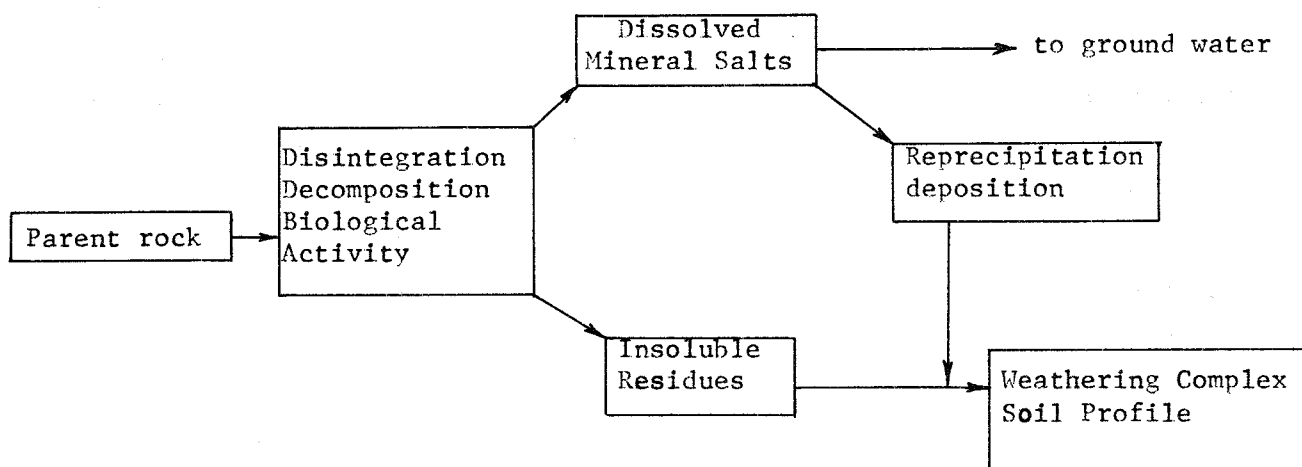 Dissolved
Mineral Salts
to ground water
Disintegration
Decomposition
Biological
Activity
Reprecipitation
deposition
Parent rock
Insoluble
Residues
Weathering Complex
Soil Profile